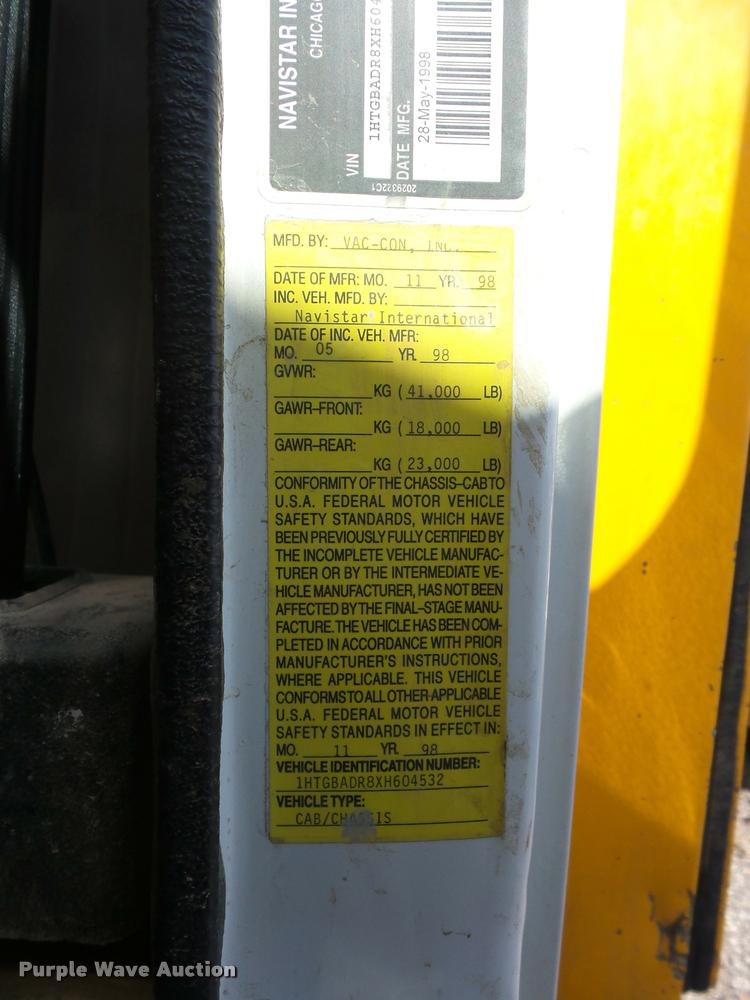 NAVISTAR IN
CHICAG
VIN
1HTGBADR8XH604
DATE MFG.
28-May-1998
2029322C1
MFD. BY: VAC-CON, INC.
DATE OF MFR: MO. 11 YR. 98
INC. VEH. MFD. BY:
Navistar International
DATE OF INC. VEH. MFR:
MO. 05 YR. 98
GVWR:
KG ( 41,000 LB)
GAWR-FRONT:
KG ( 18,000 LB)
GAWR-REAR:
KG ( 23,000 LB)
CONFORMITY OF THE CHASSIS-CAB TO
U.S.A. FEDERAL MOTOR VEHICLE
SAFETY STANDARDS, WHICH HAVE
BEEN PREVIOUSLY FULLY CERTIFIED BY
THE INCOMPLETE VEHICLE MANUFAC-
TURER OR BY THE INTERMEDIATE VE-
HICLE MANUFACTURER, HAS NOT BEEN
AFFECTED BY THE FINAL-STAGE MANU-
FACTURE. THE VEHICLE HAS BEEN COM-
PLETED IN ACCORDANCE WITH PRIOR
MANUFACTURER'S INSTRUCTIONS,
WHERE APPLICABLE. THIS VEHICLE
CONFORMS TO ALL OTHER APPLICABLE
U.S.A. FEDERAL MOTOR VEHICLE
SAFETY STANDARDS IN EFFECT IN:
MO. 11 YR. 98
VEHICLE IDENTIFICATION NUMBER:
1HTGBADR8XH604532
VEHICLE TYPE:
CAB/CHASSIS
Purple Wave Auction